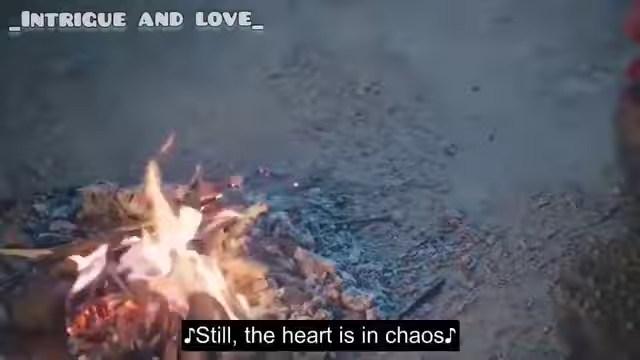 _Intrigue and love_
♪Still, the heart is in chaos♪